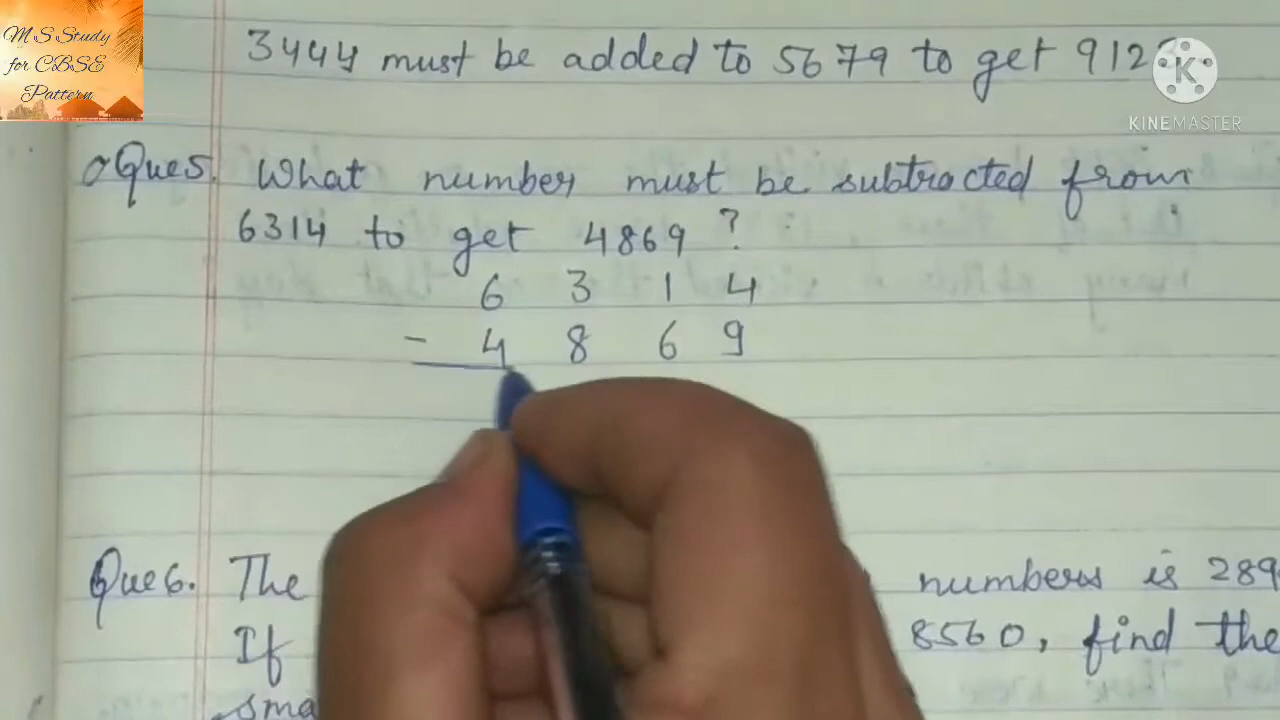 M S Study
for CBSE
Pattern
3444 must be added to 5679 to get 912
KINEMASTER
Ques. What number must be subtracted from
6314 to get 4869 ?
6 3 1 4
- 4 8 6 9
Que6. The numbers is 289
If 8560, find the